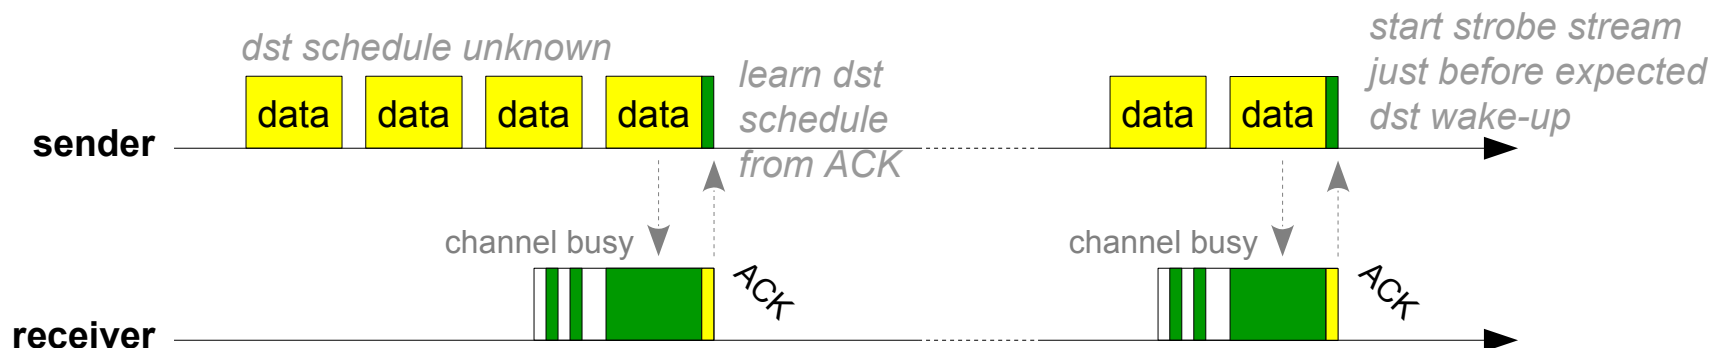 dst schedule unknown
start strobe stream
just before expected
dst wake-up
learn dst
schedule
from ACK
data
data
data
data
data
data
sender
channel busy
channel busy
ACK
ACK
receiver